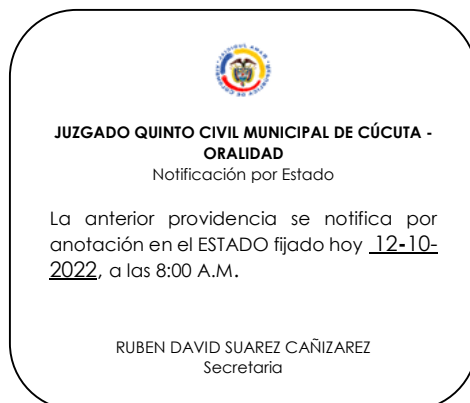 JUZGADO QUINTO CIVIL MUNICIPAL DE CÚCUTA -
ORALIDAD
Notificación por Estado
La anterior providencia se notifica por
anotación en el ESTADO fijado hoy  12-10-
2022, a las 8:00 A.M.
RUBEN DAVID SUAREZ CAÑIZAREZ
Secretaria